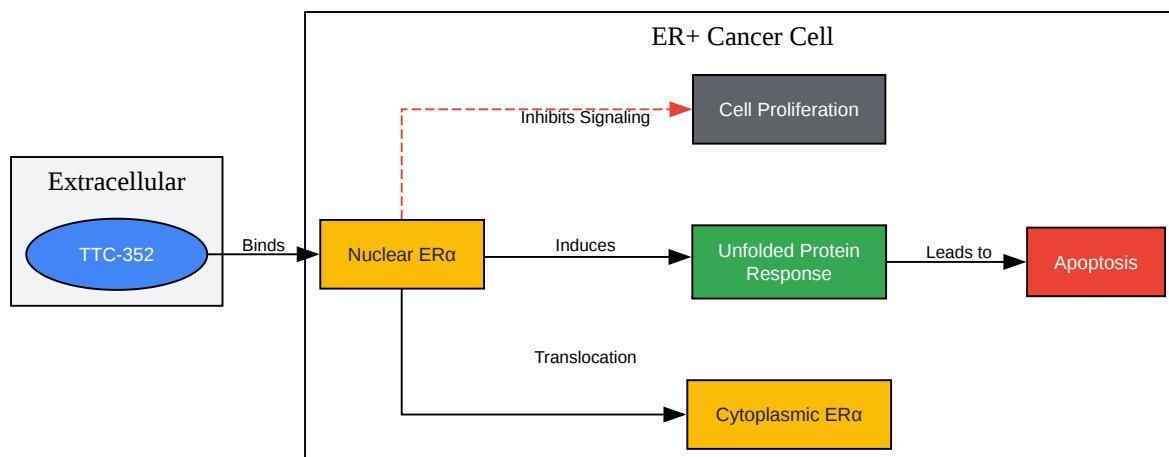 ER+ Cancer Cell
Cell Proliferation
Inhibits Signaling
Extracellular
TTC-352
Binds
Nuclear ERα
Induces
Unfolded Protein
Response
Leads to
Apoptosis
Translocation
Cytoplasmic ERα